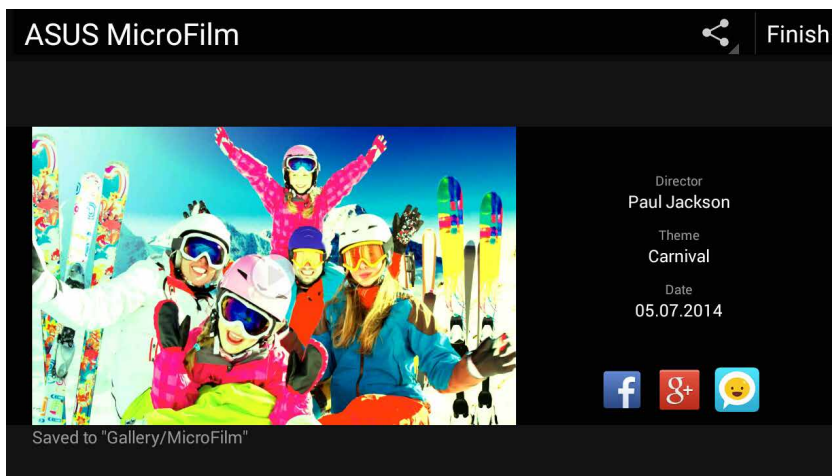 ASUS MicroFilm
Finish
Director
Paul Jackson
Theme
Carnival
Date
05.07.2014
f
g+
Saved to "Gallery/MicroFilm"